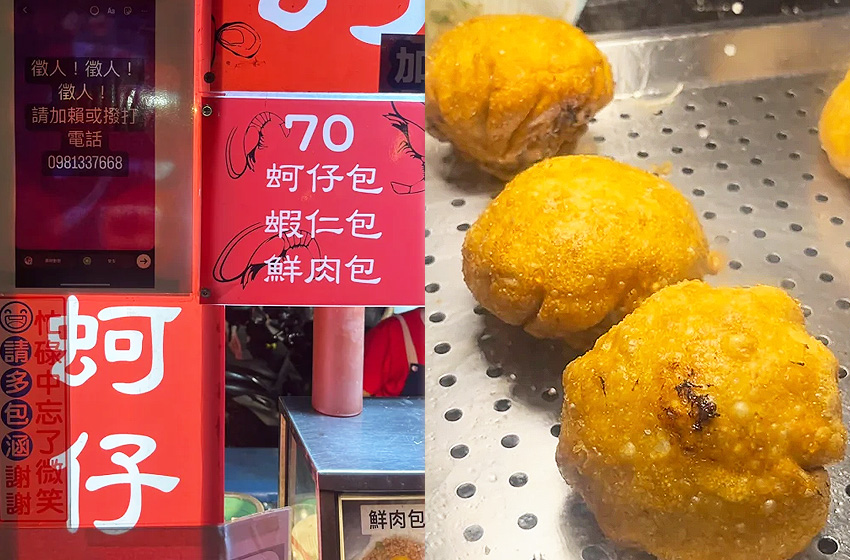 Aa
徵人！徵人！
徵人！
請加賴或撥打
電話
0981337668
加
70
蚵仔包
蝦仁包
鮮肉包
蚵仔
忙碌中忘了微笑
請多包涵謝謝
鮮肉包